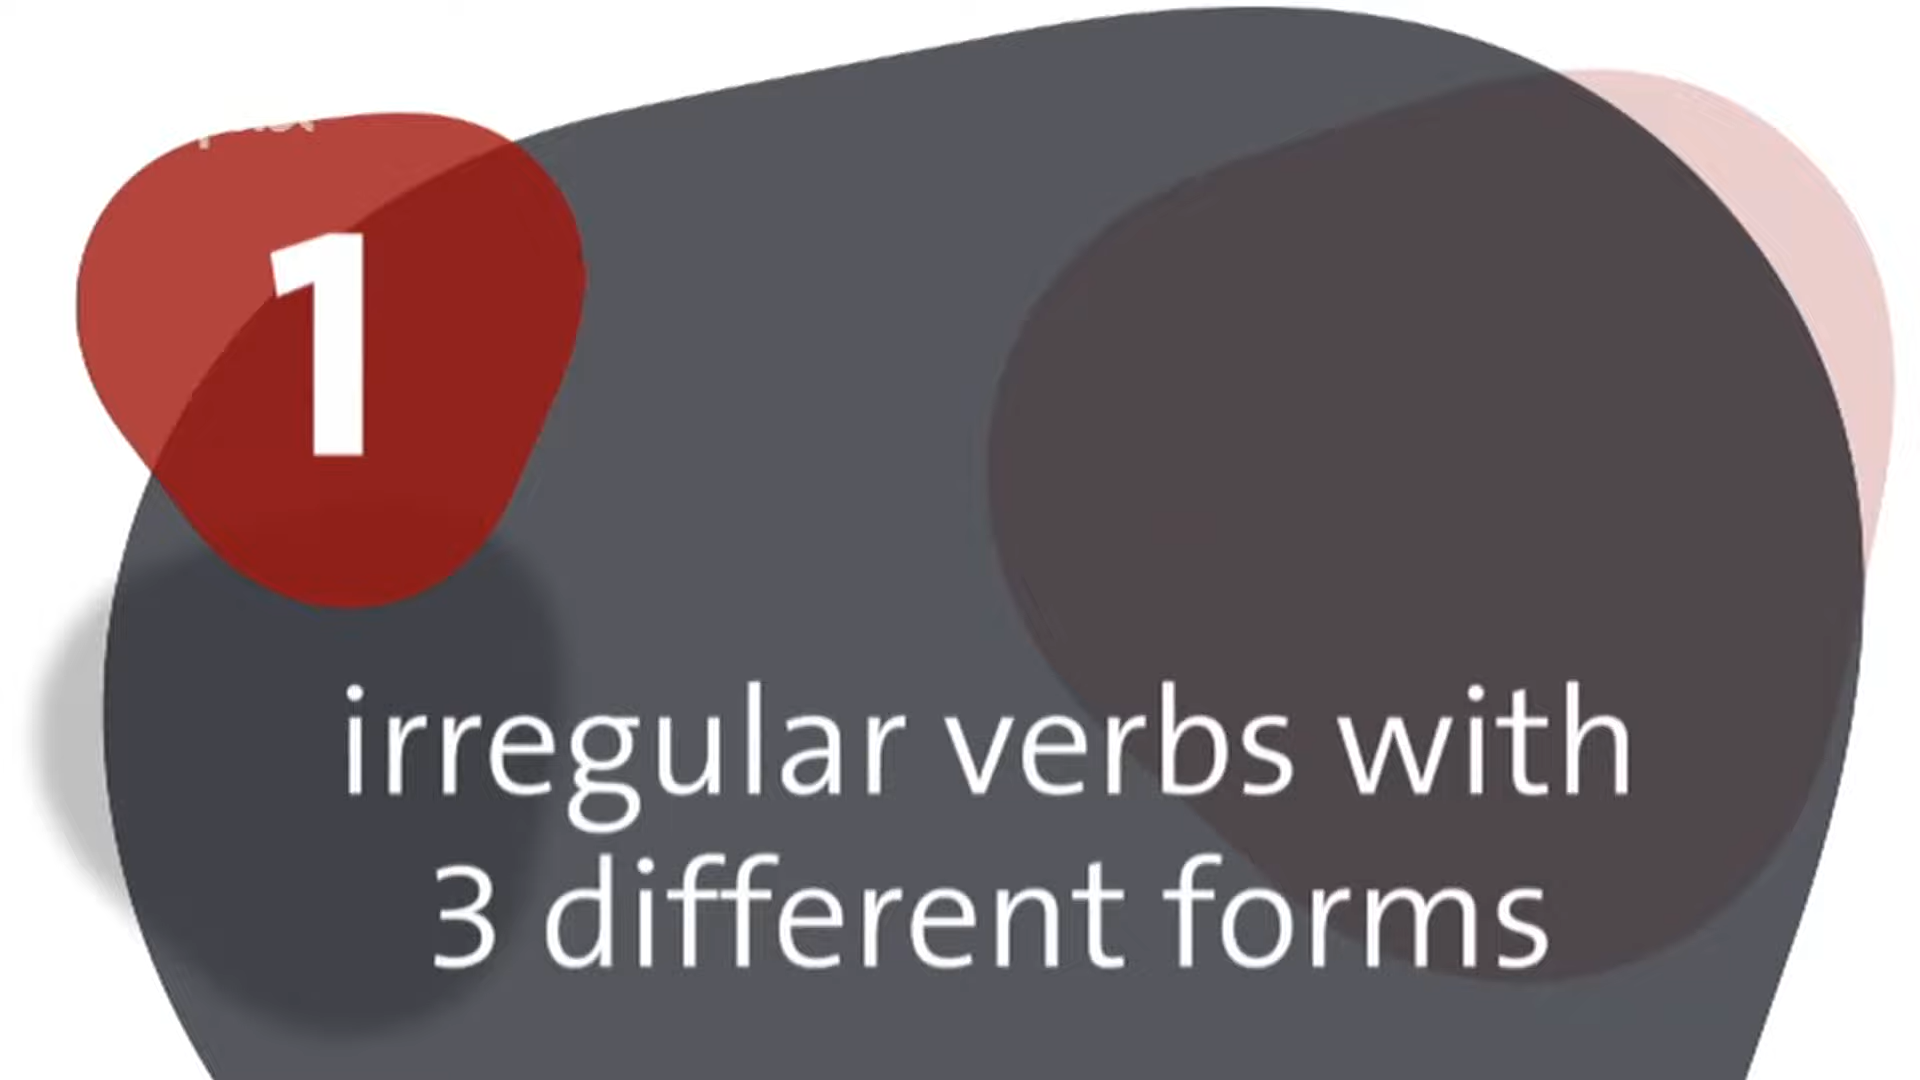 1
irregular verbs with
3 different forms